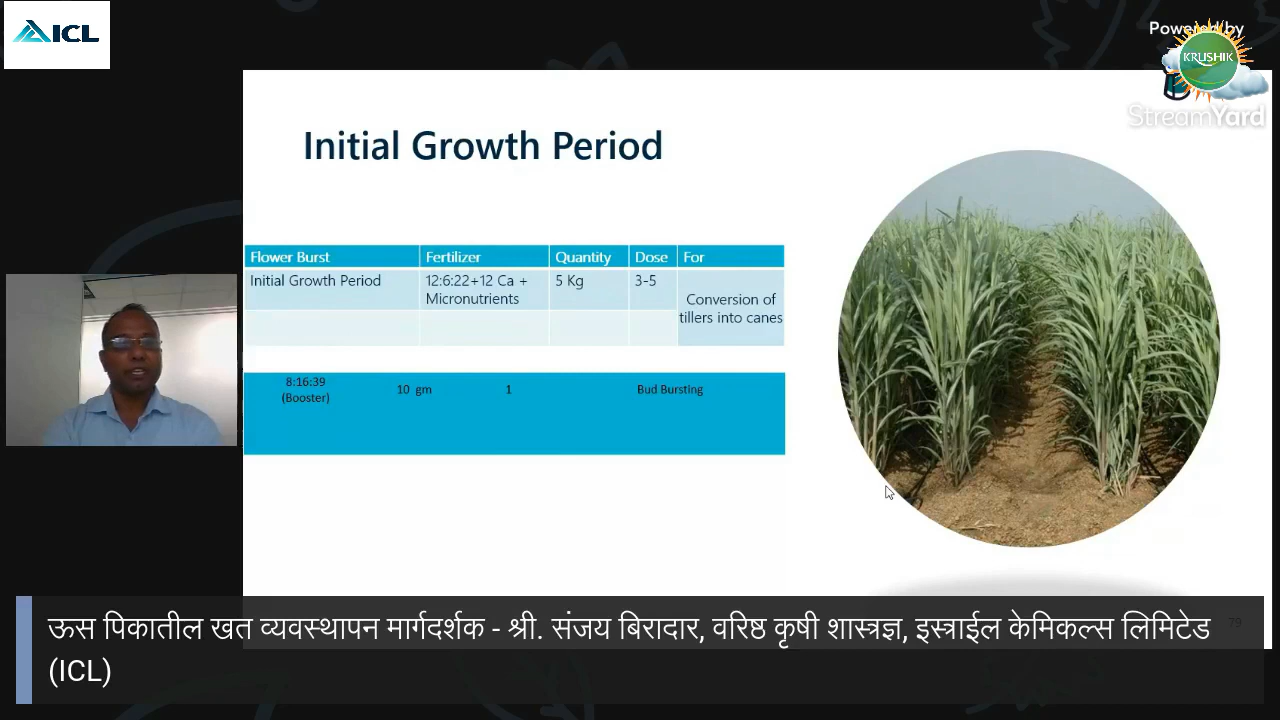 ICL
Powered by
KRUSHIK
StreamYard
Initial Growth Period
Flower Burst Fertilizer Quantity Dose For
Initial Growth Period 12:6:22+12 Ca + 5 Kg 3-5
Micronutrients
Conversion of
tillers into canes
8:16:39 10 gm 1 Bud Bursting
(Booster)
ऊस पिकातील खत व्यवस्थापन मार्गदर्शक - श्री. संजय बिरादार, वरिष्ठ कृषी शास्त्रज्ञ, इस्त्राईल केमिकल्स लिमिटेड
(ICL)
79